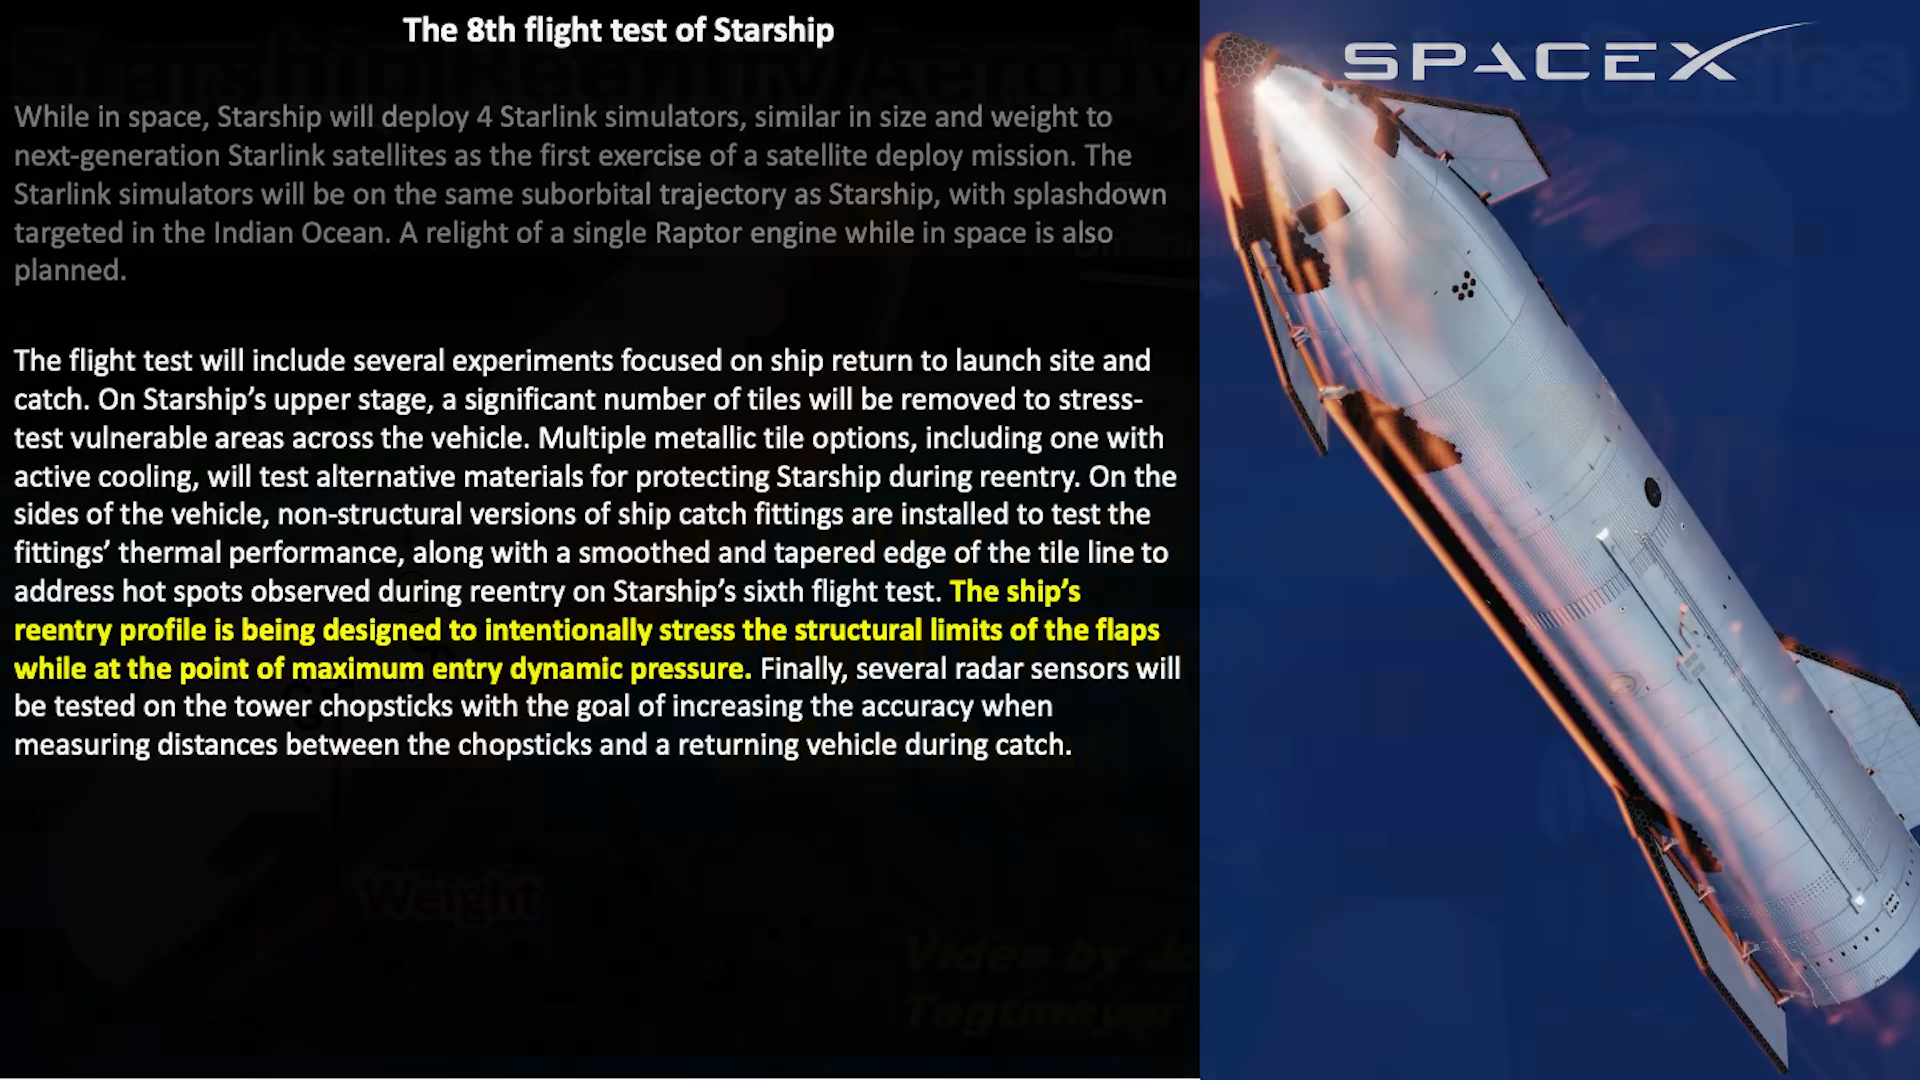 The 8th flight test of Starship
SPACEX
While in space, Starship will deploy 4 Starlink simulators, similar in size and weight to
next-generation Starlink satellites as the first exercise of a satellite deploy mission. The
Starlink simulators will be on the same suborbital trajectory as Starship, with splashdown
targeted in the Indian Ocean. A relight of a single Raptor engine while in space is also
planned.
The flight test will include several experiments focused on ship return to launch site and
catch. On Starship’s upper stage, a significant number of tiles will be removed to stress-
test vulnerable areas across the vehicle. Multiple metallic tile options, including one with
active cooling, will test alternative materials for protecting Starship during reentry. On the
sides of the vehicle, non-structural versions of ship catch fittings are installed to test the
fittings’ thermal performance, along with a smoothed and tapered edge of the tile line to
address hot spots observed during reentry on Starship’s sixth flight test. The ship’s
reentry profile is being designed to intentionally stress the structural limits of the flaps
while at the point of maximum entry dynamic pressure. Finally, several radar sensors will
be tested on the tower chopsticks with the goal of increasing the accuracy when
measuring distances between the chopsticks and a returning vehicle during catch.
Weight
Video by
Tegtmeyer